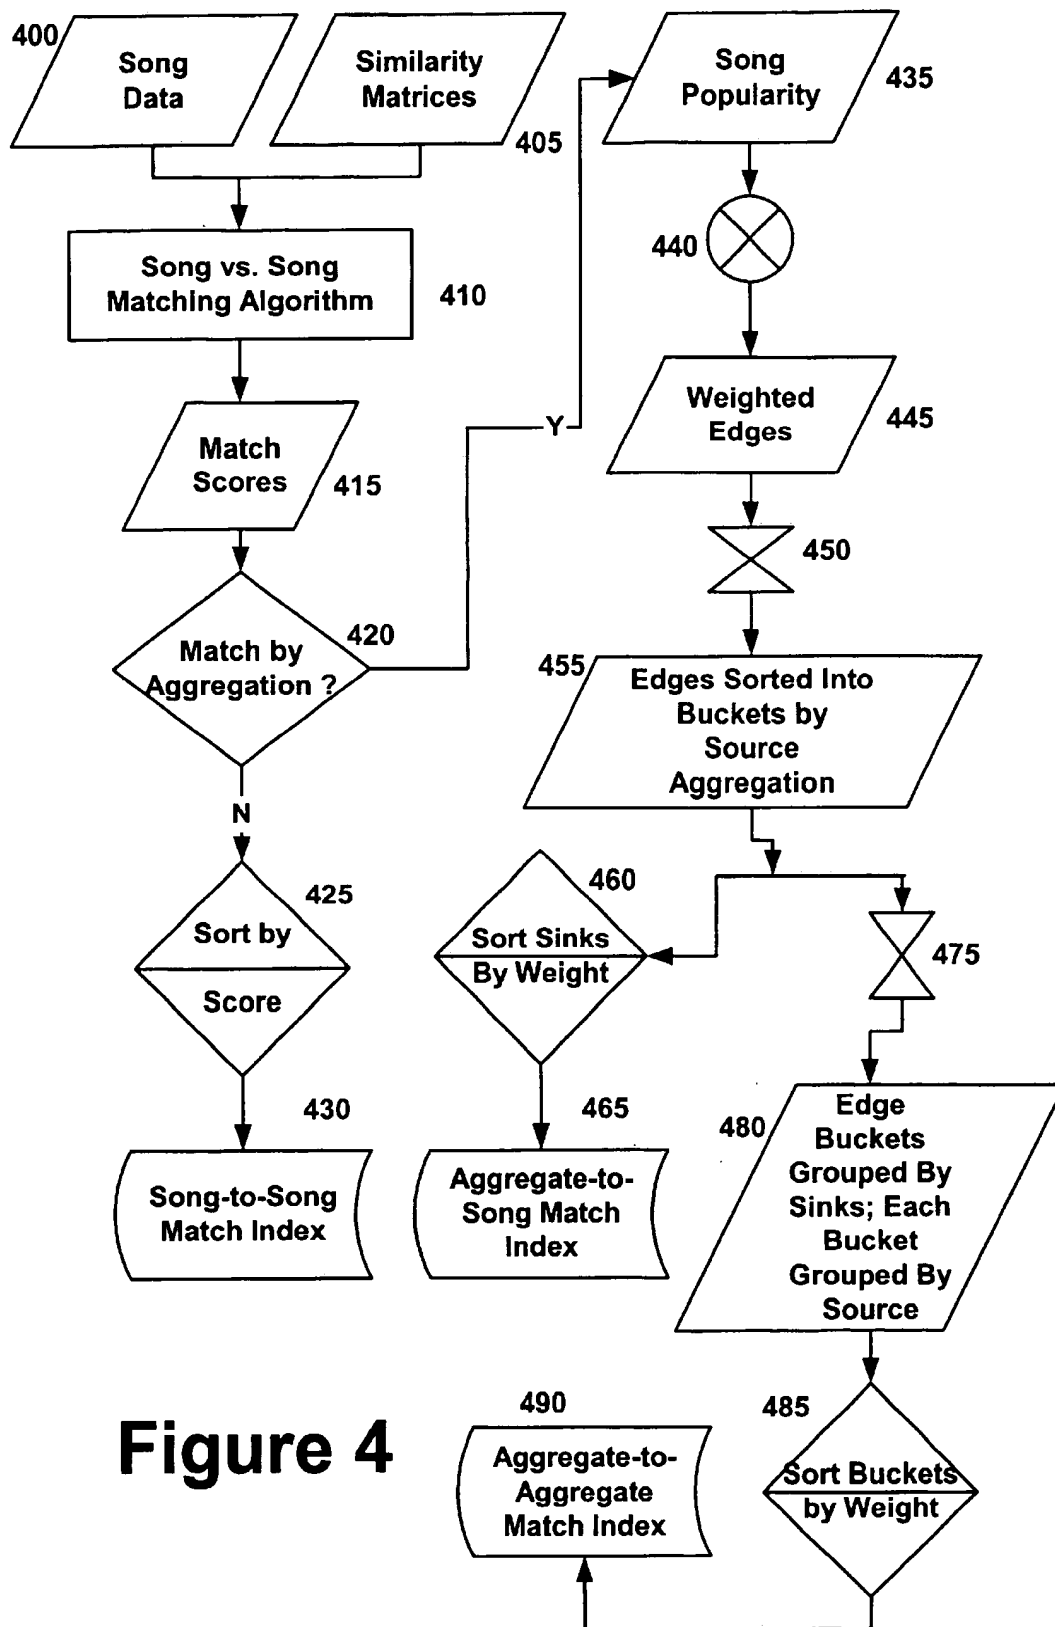 400
Song
Data
Similarity
Matrices
405
Song
Popularity
435
440
Song vs. Song
Matching Algorithm
410
Weighted
Edges
445
Match
Scores
415
Y
450
420
Match by
Aggregation ?
455
Edges Sorted Into
Buckets by
Source
Aggregation
N
425
Sort by
Score
460
Sort Sinks
By Weight
475
430
Song-to-Song
Match Index
465
Aggregate-to-
Song Match
Index
480
Edge
Buckets
Grouped By
Sinks; Each
Bucket
Grouped By
Source
485
Sort Buckets
by Weight
490
Aggregate-to-
Aggregate
Match Index
Figure 4